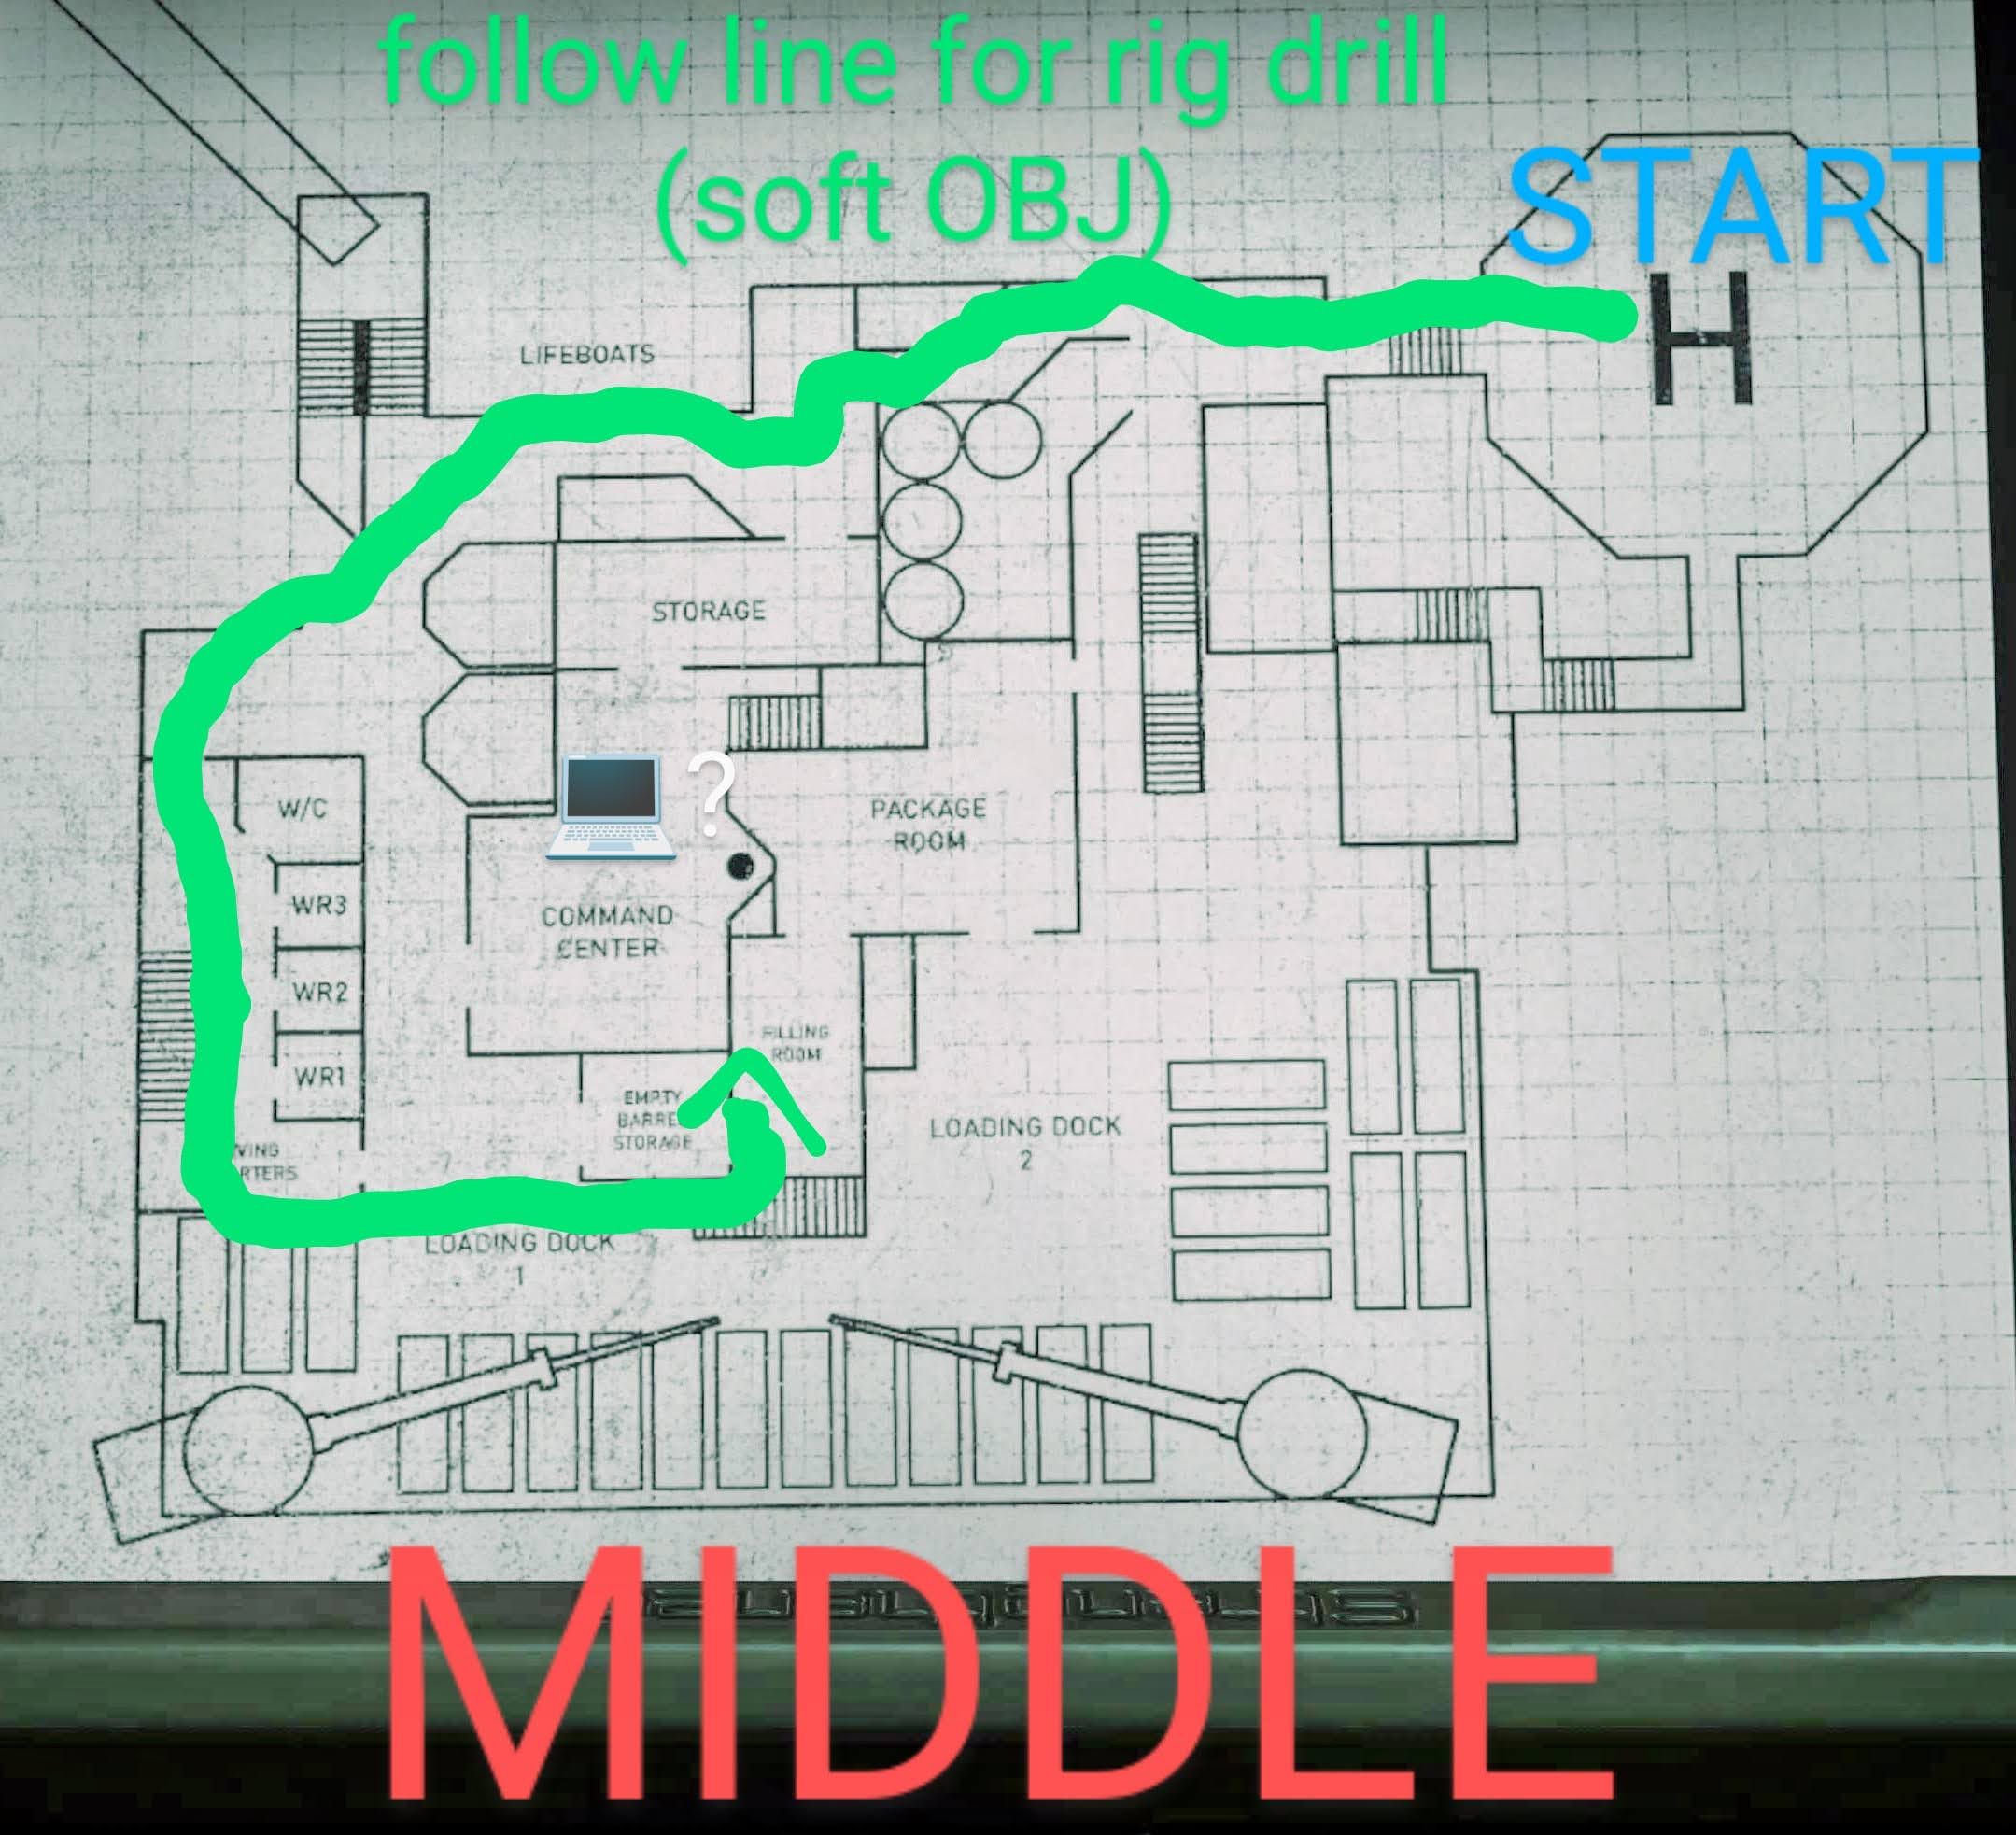 follow line for rig drill
(soft OBJ)
START
H
LIFEBOATS
STORAGE
?
W/C
PACKAGE
ROOM
WR3
COMMAND
CENTER
WR2
FILLING
ROOM
WR1
EMPTY
STORAGE
LOADING DOCK
2
LOADING DOCK
1
MIDDLE